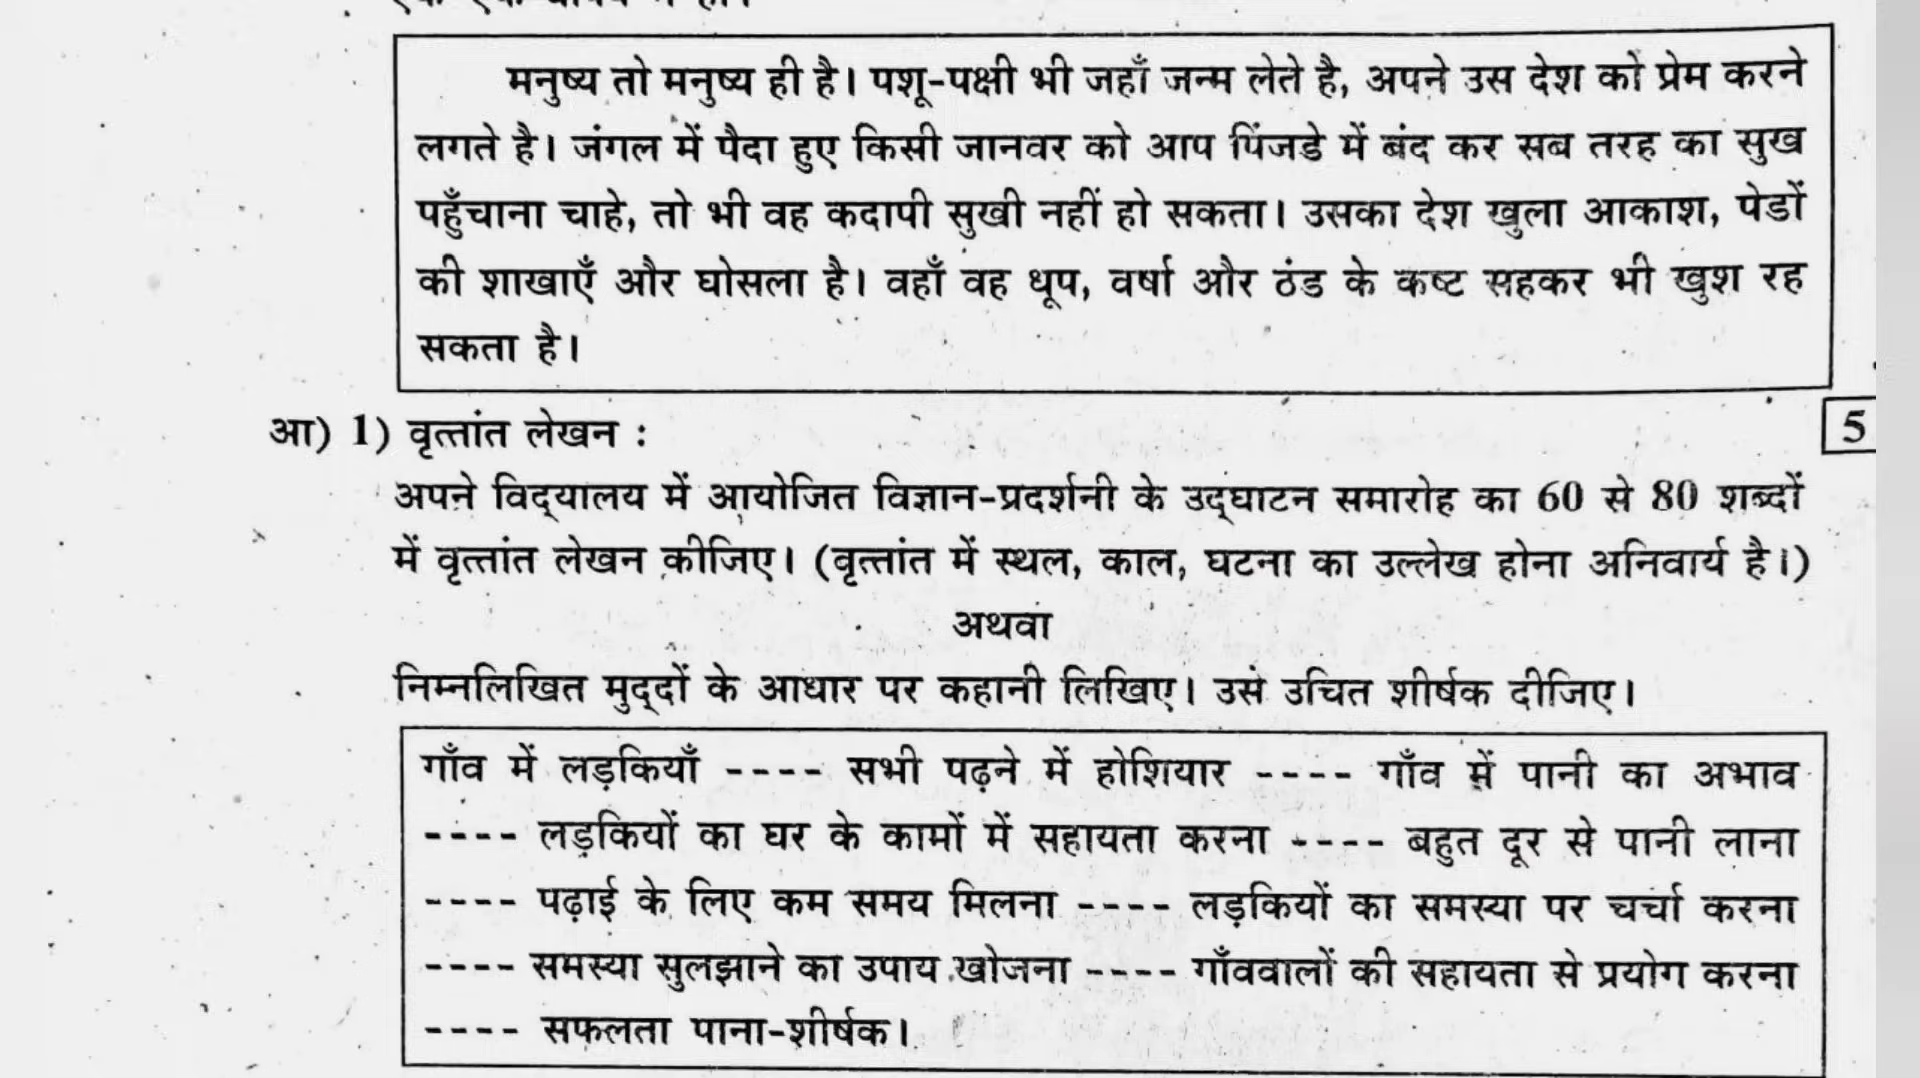 मनुष्य तो मनुष्य ही है। पशू-पक्षी भी जहाँ जन्म लेते है, अपने उस देश को प्रेम करने
लगते है। जंगल में पैदा हुए किसी जानवर को आप पिंजडे में बंद कर सब तरह का सुख
पहुँचाना चाहे, तो भी वह कदापी सुखी नहीं हो सकता। उसका देश खुला आकाश, पेडों
की शाखाएँ और घोसला है। वहाँ वह धूप, वर्षा और ठंड के कष्ट सहकर भी खुश रह
सकता है।
आ) 1) वृत्तांत लेखन :
5
अपने विद्‌यालय में आयोजित विज्ञान-प्रदर्शनी के उद्‌घाटन समारोह का 60 से 80 शब्दों
में वृत्तांत लेखन कीजिए। (वृत्तांत में स्थल, काल, घटना का उल्लेख होना अनिवार्य है।)
अथवा
निम्नलिखित मुद्‌दों के आधार पर कहानी लिखिए। उसे उचित शीर्षक दीजिए।
गाँव में लड़कियाँ ---- सभी पढ़ने में होशियार ---- गाँव में पानी का अभाव
---- लड़कियों का घर के कामों में सहायता करना ---- बहुत दूर से पानी लाना
---- पढ़ाई के लिए कम समय मिलना ---- लड़कियों का समस्या पर चर्चा करना
---- समस्या सुलझाने का उपाय खोजना ---- गाँववालों की सहायता से प्रयोग करना
---- सफलता पाना-शीर्षक।